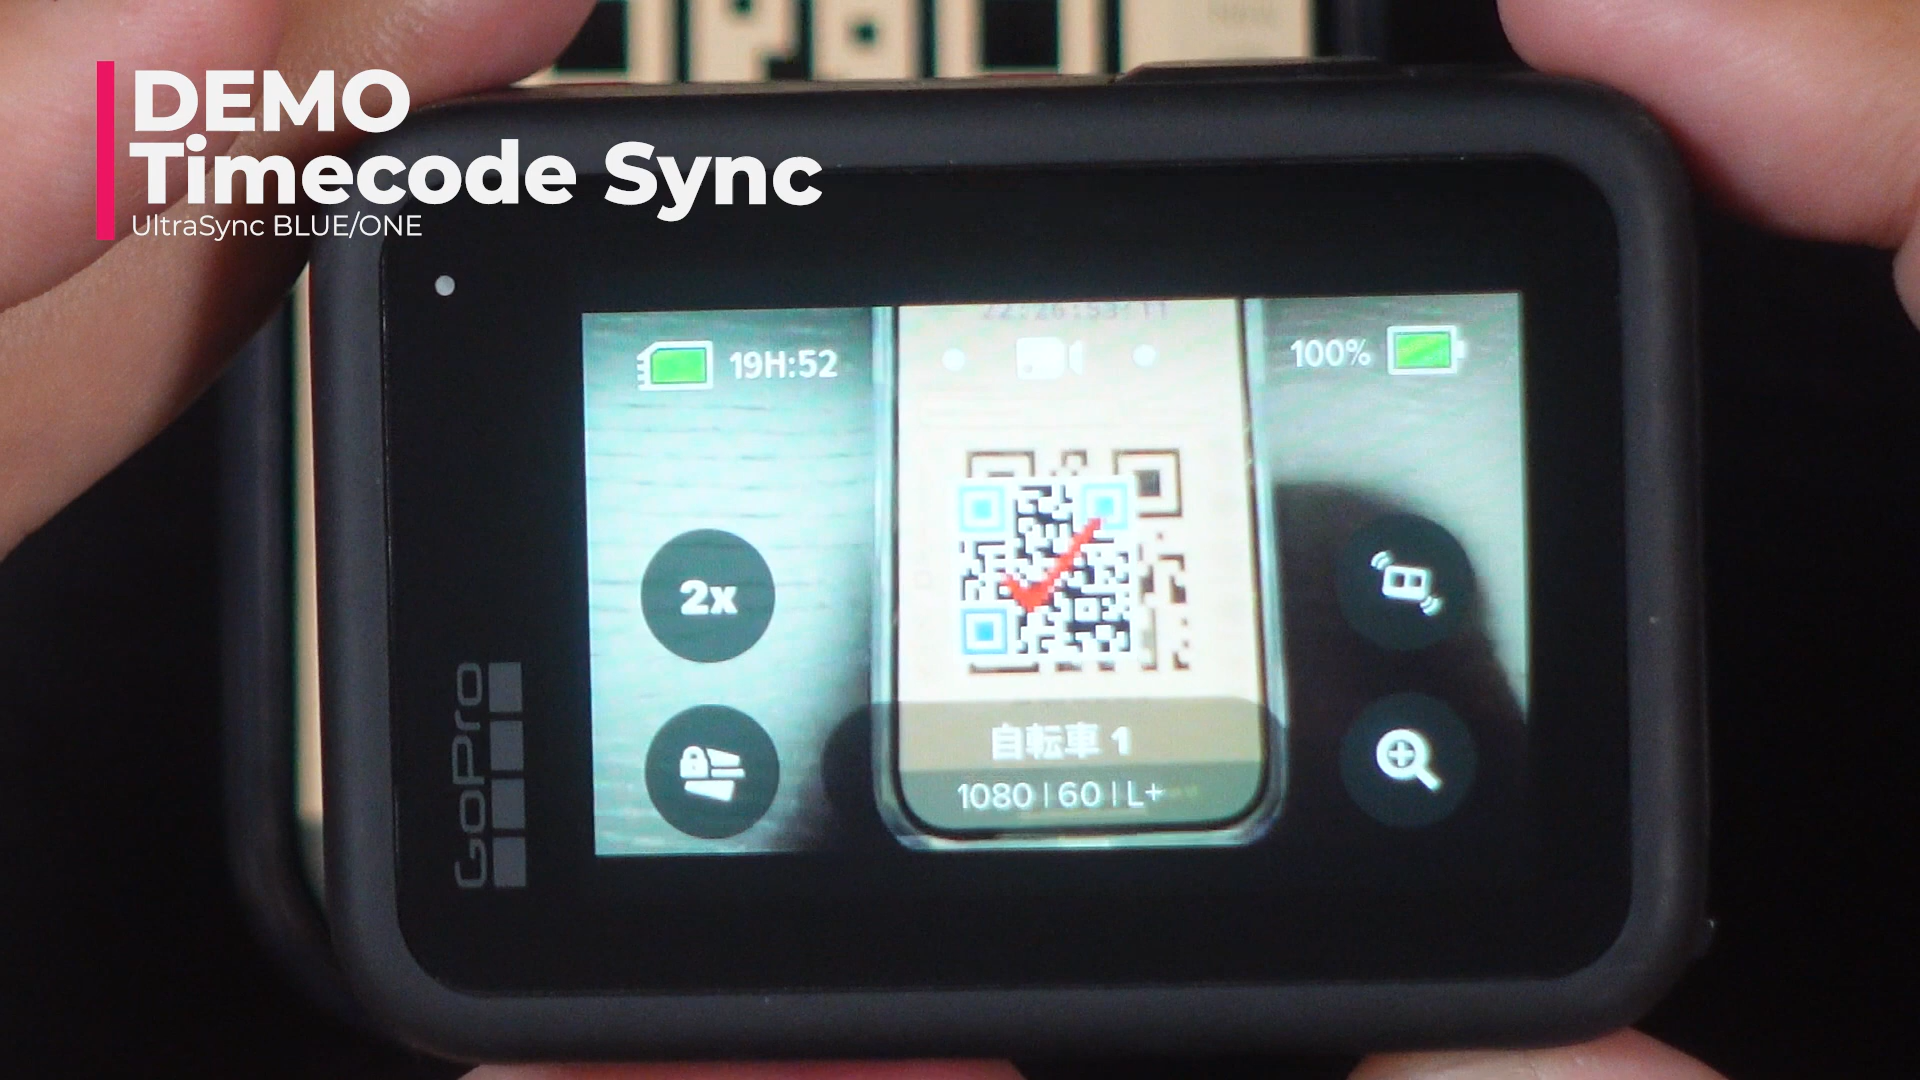 DEMO
Timecode Sync
UltraSync BLUE/ONE
19H:52
100%
2x
自転車 1
1080 | 60 | L+
GoPro